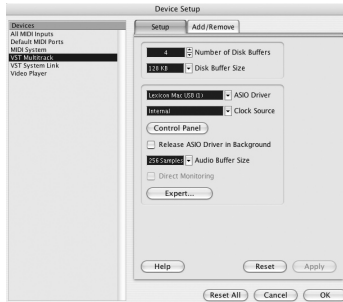 Device Setup
Devices
All MIDI Inputs
Default MIDI Ports
MIDI System
VST Multitrack
VST System Link
Video Player
Setup
Add/Remove
4 Number of Disk Buffers
128 KB Disk Buffer Size
Lexicon Mac USB (1) ASIO Driver
Internal Clock Source
Control Panel
Release ASIO Driver in Background
256 Samples Audio Buffer Size
Direct Monitoring
Expert...
Help
Reset
Apply
Reset All
Cancel
OK